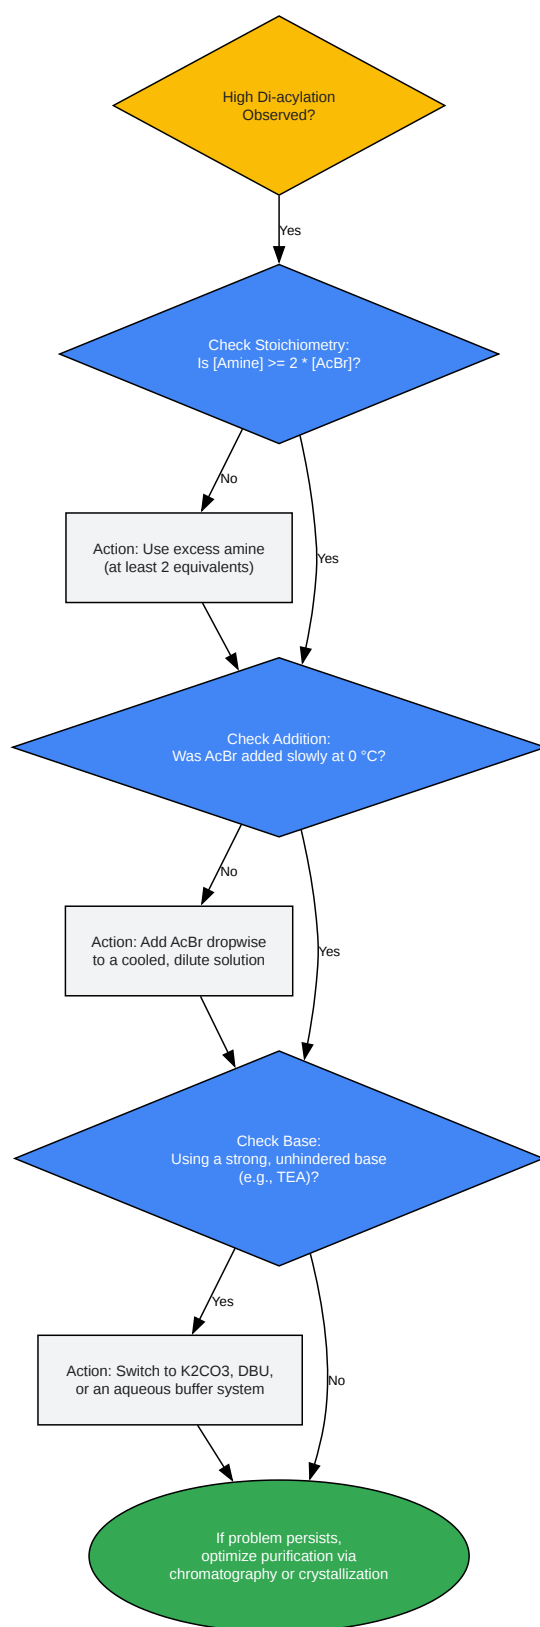 High Di-acylation
Observed?
Yes
Check Stoichiometry:
Is [Amine] >= 2 * [AcBr]?
No
Action: Use excess amine
(at least 2 equivalents)
Yes
Check Addition:
Was AcBr added slowly at 0 °C?
No
Action: Add AcBr dropwise
to a cooled, dilute solution
Yes
Check Base:
Using a strong, unhindered base
(e.g., TEA)?
Yes
Action: Switch to K2CO3, DBU,
or an aqueous buffer system
No
If problem persists,
optimize purification via
chromatography or crystallization